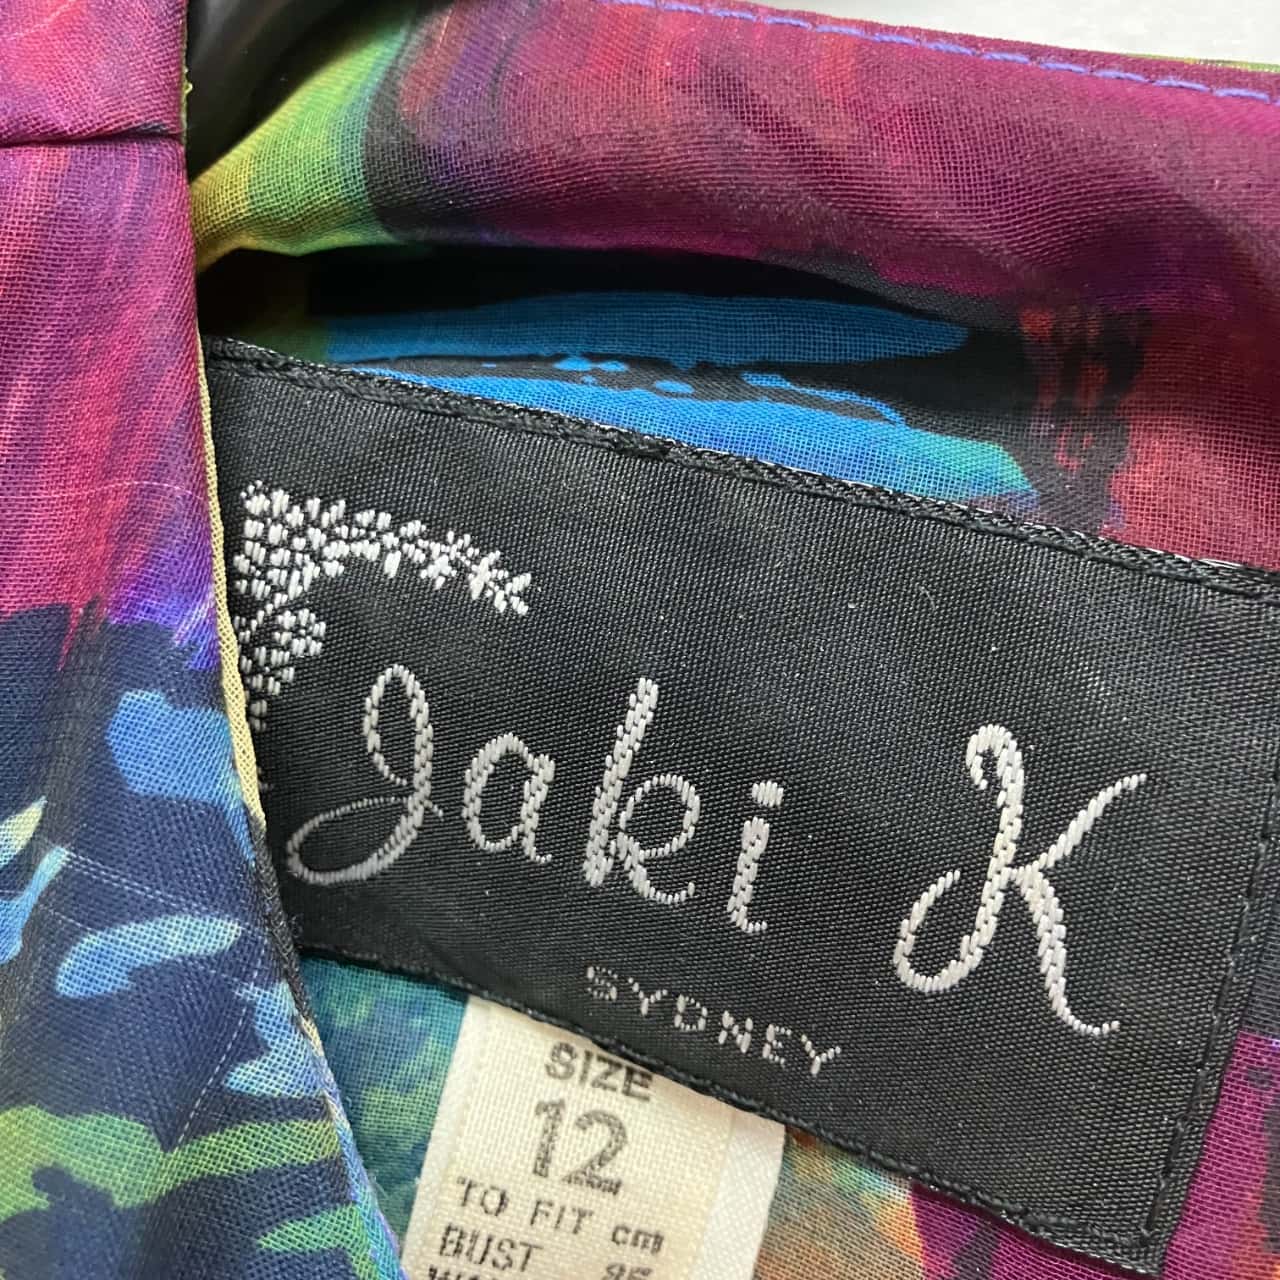 Jaki K
SYDNEY
SIZE
12
TO FIT cm
BUST